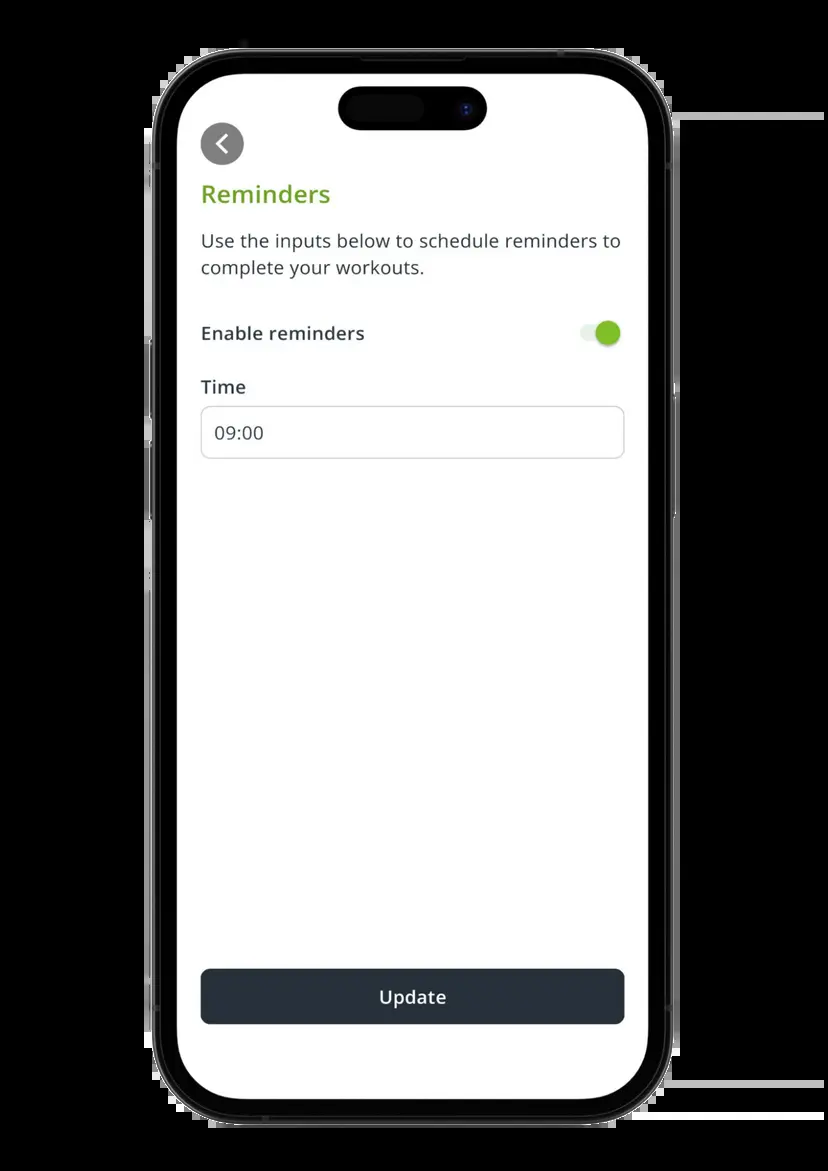 Reminders
Use the inputs below to schedule reminders to
complete your workouts.
Enable reminders
Time
09:00
Update